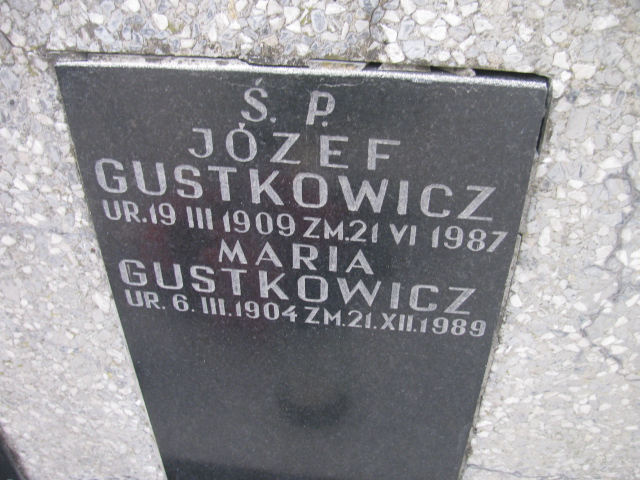 Ś. P.
JÓZEF
GUSTKOWICZ
UR. 19 III 1909 ZM. 21 VI 1987
MARIA
GUSTKOWICZ
UR. 6. III. 1904 ZM. 21. XII. 1989